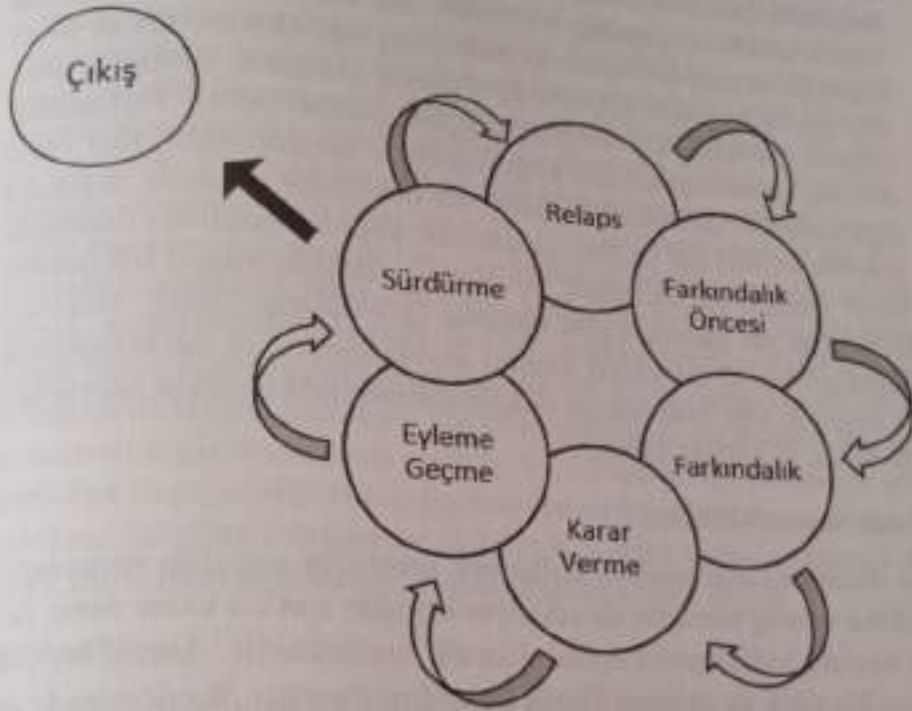 Çıkış
Relaps
Sürdürme
Farkındalık
Öncesi
Eyleme
Geçme
Farkındalık
Karar
Verme